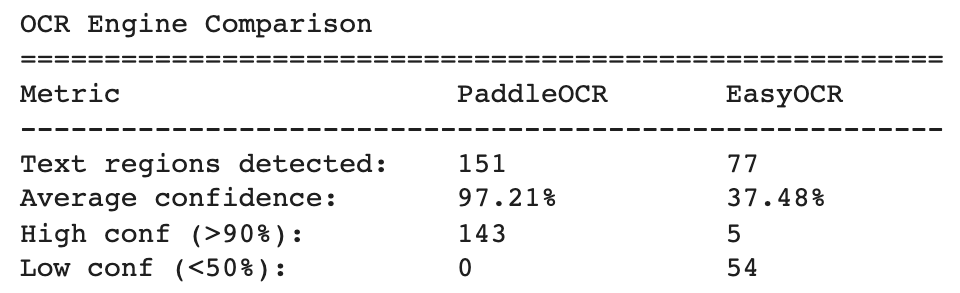 OCR Engine Comparison
=======================================================
Metric                    PaddleOCR       EasyOCR
-------------------------------------------------------
Text regions detected:    151             77
Average confidence:       97.21%          37.48%
High conf (>90%):         143             5
Low conf (<50%):          0               54